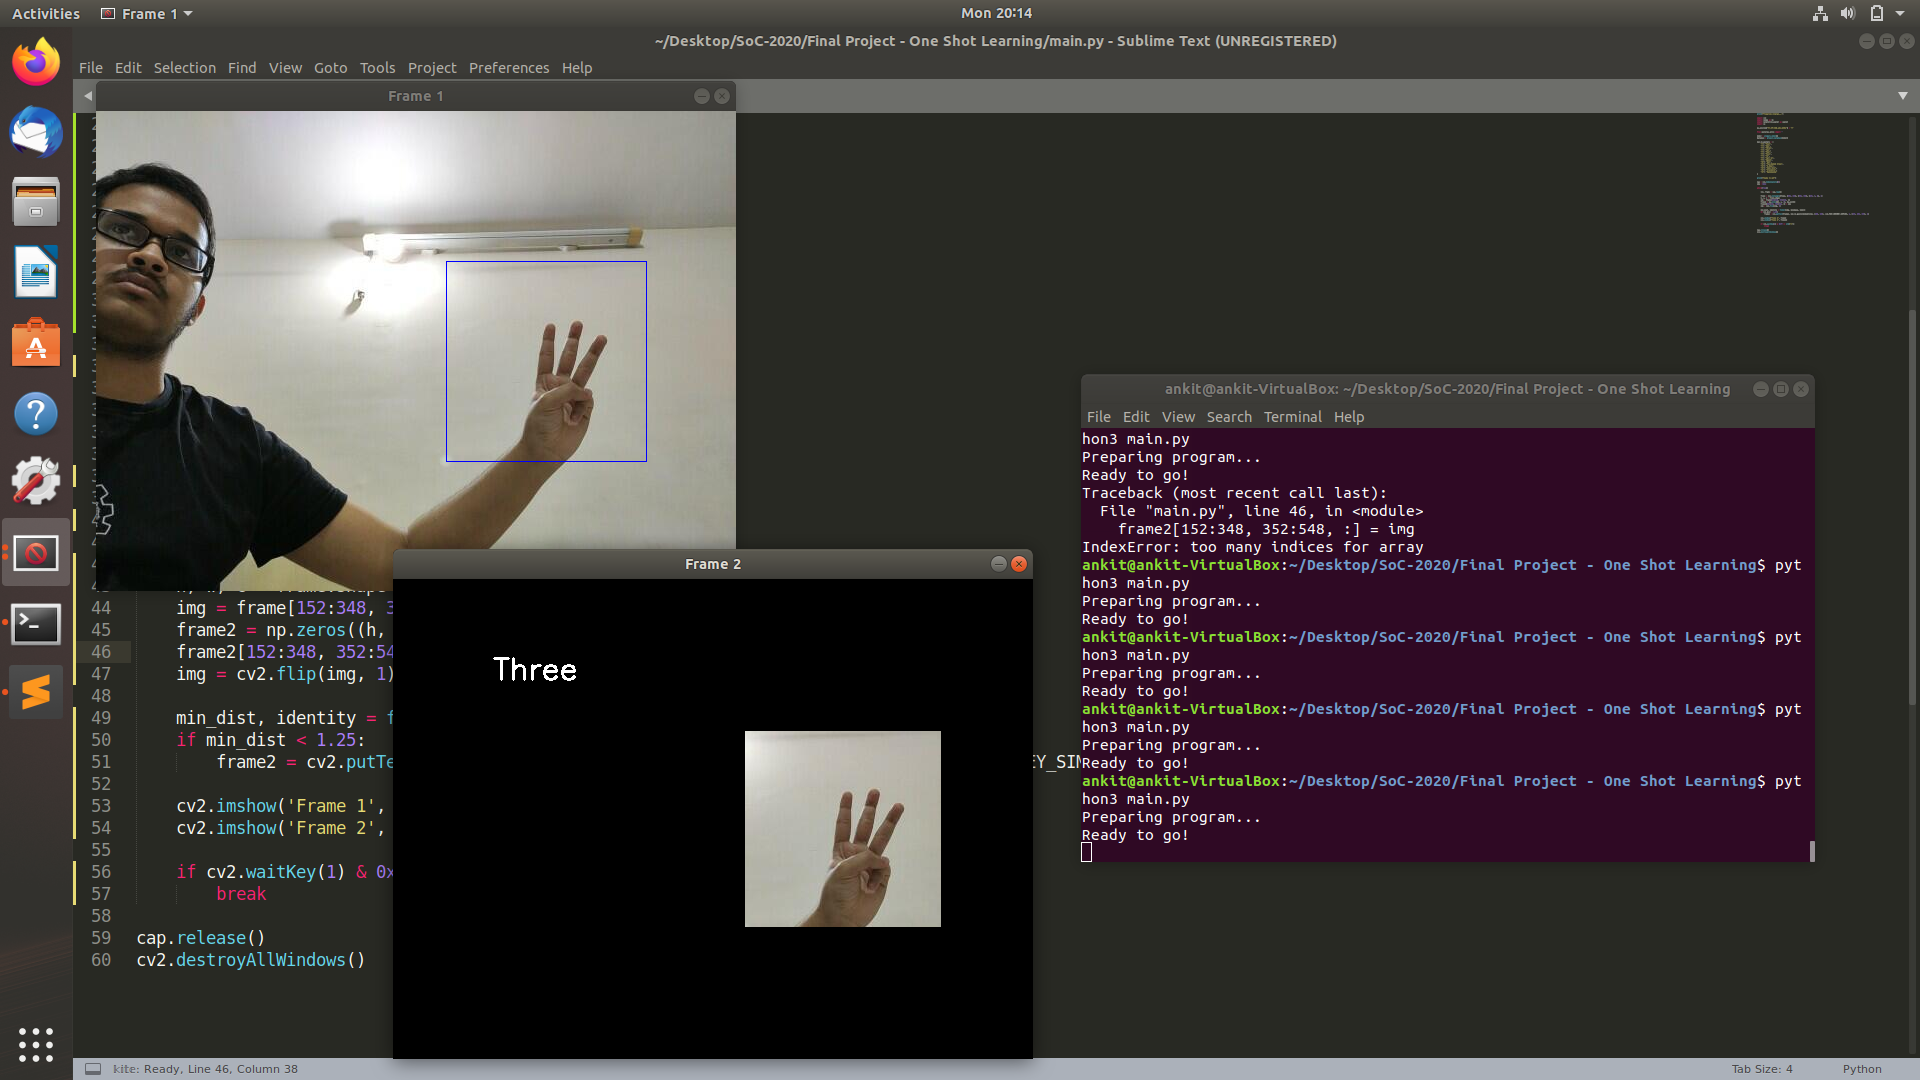 Activities
Frame 1
Mon 20:14
~/Desktop/SoC-2020/Final Project - One Shot Learning/main.py - Sublime Text (UNREGISTERED)
File Edit Selection Find View Goto Tools Project Preferences Help
Frame 1
44 img = frame[152:348, 3
45 frame2 = np.zeros((h,
46 frame2[152:348, 352:54
47 img = cv2.flip(img, 1)
48
49 min_dist, identity = f
50 if min_dist < 1.25:
51 frame2 = cv2.putTe
52
53 cv2.imshow('Frame 1',
54 cv2.imshow('Frame 2',
55
56 if cv2.waitKey(1) & 0x
57 break
58
59 cap.release()
60 cv2.destroyAllWindows()
Frame 2
Three
ankit@ankit-VirtualBox: ~/Desktop/SoC-2020/Final Project - One Shot Learning
File Edit View Search Terminal Help
hon3 main.py
Preparing program...
Ready to go!
Traceback (most recent call last):
File "main.py", line 46, in <module>
frame2[152:348, 352:548, :] = img
IndexError: too many indices for array
ankit@ankit-VirtualBox:~/Desktop/SoC-2020/Final Project - One Shot Learning$ pyt
hon3 main.py
Preparing program...
Ready to go!
ankit@ankit-VirtualBox:~/Desktop/SoC-2020/Final Project - One Shot Learning$ pyt
hon3 main.py
Preparing program...
Ready to go!
ankit@ankit-VirtualBox:~/Desktop/SoC-2020/Final Project - One Shot Learning$ pyt
hon3 main.py
Preparing program...
Ready to go!
ankit@ankit-VirtualBox:~/Desktop/SoC-2020/Final Project - One Shot Learning$ pyt
hon3 main.py
Preparing program...
Ready to go!
kite: Ready, Line 46, Column 38
Tab Size: 4
Python